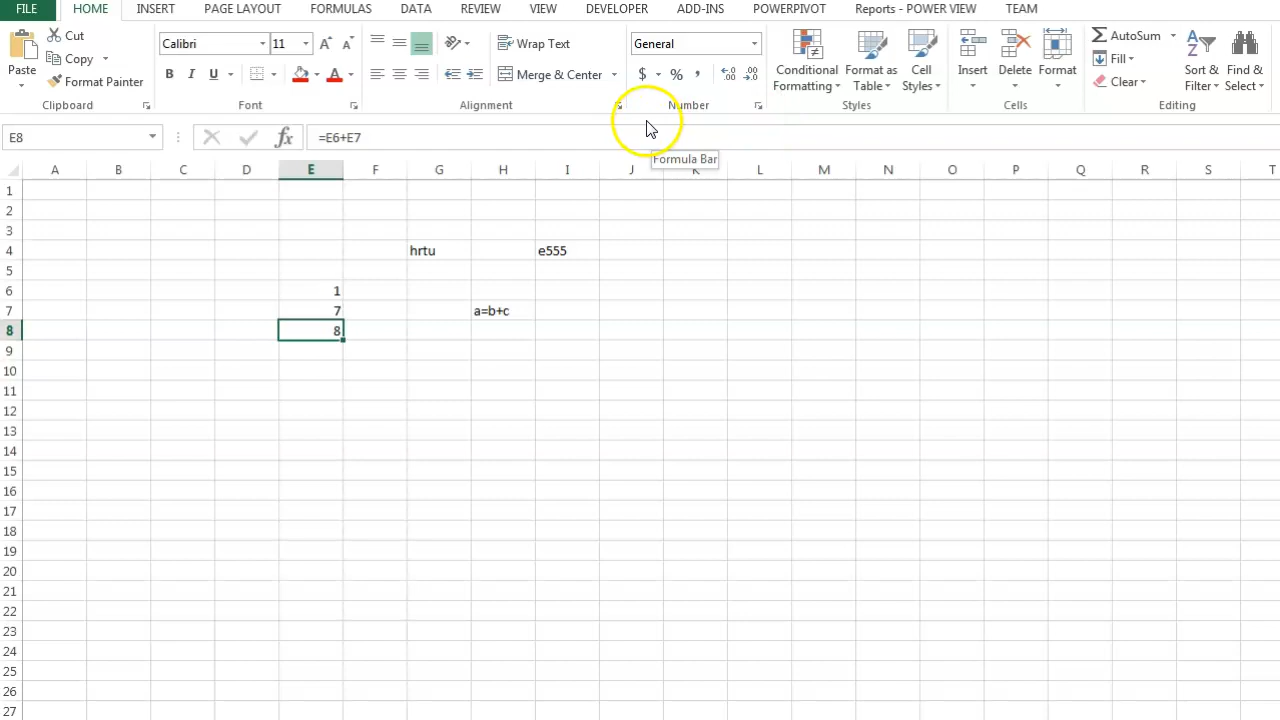 FILE HOME INSERT PAGE LAYOUT FORMULAS DATA REVIEW VIEW DEVELOPER ADD-INS POWERPIVOT Reports - POWER VIEW TEAM
Cut
Copy
Format Painter
Paste
Clipboard
Calibri 11
B I U
Font
Wrap Text
Merge & Center
Alignment
General
$ % ,
Number
Conditional
Formatting
Format as
Table
Cell
Styles
Styles
Insert
Delete
Format
Cells
AutoSum
Fill
Clear
Sort &
Filter
Find &
Select
Editing
E8 fx =E6+E7
Formula Bar
A B C D E F G H I J K L M N O P Q R S T
1
2
3
4 hrtu e555
5
6 1
7 7 a=b+c
8 8
9
10
11
12
13
14
15
16
17
18
19
20
21
22
23
24
25
26
27